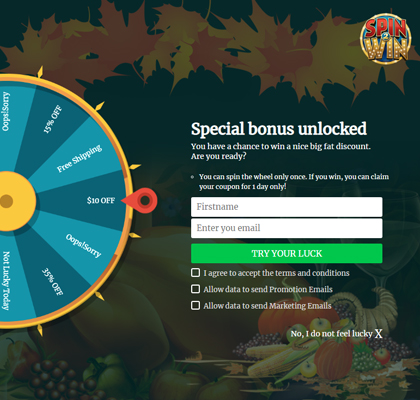 SPIN
2
WIN
Oops!Sorry
15% OFF
Free Shipping
$10 OFF
Oops!Sorry
35% OFF
Not Lucky Today
Special bonus unlocked
You have a chance to win a nice big fat discount.
Are you ready?
You can spin the wheel only once. If you win, you can claim
your coupon for 1 day only!
Firstname
Enter you email
TRY YOUR LUCK
I agree to accept the terms and conditions
Allow data to send Promotion Emails
Allow data to send Marketing Emails
No, I do not feel lucky X